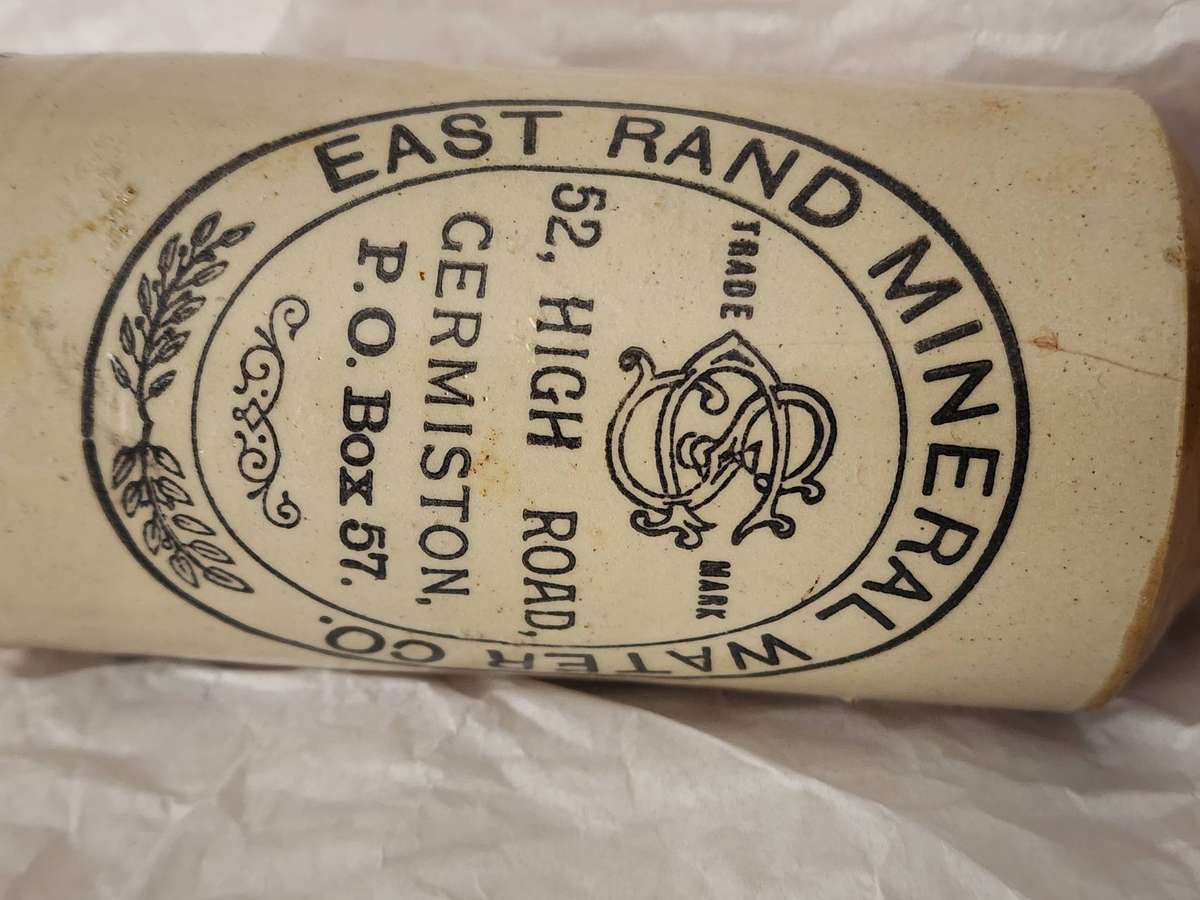 EAST RAND MINERAL WATER CO.
TRADE MARK
52, HIGH ROAD,
GERMISTON,
P.O. Box 57.